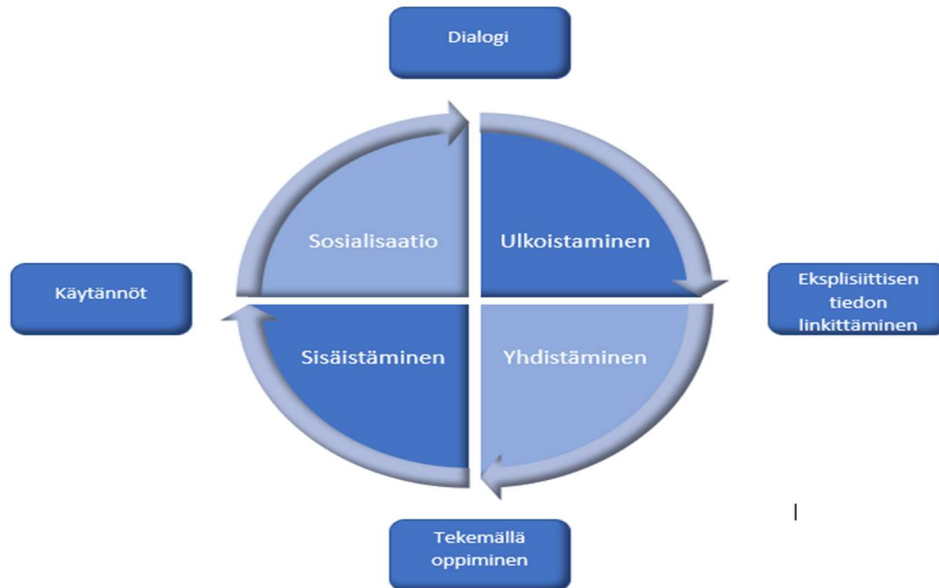 Dialogi
Sosialisaatio
Ulkoistaminen
Käytännöt
Eksplisiittisen
tiedon
linkittäminen
Sisäistäminen
Yhdistäminen
Tekemällä
oppiminen